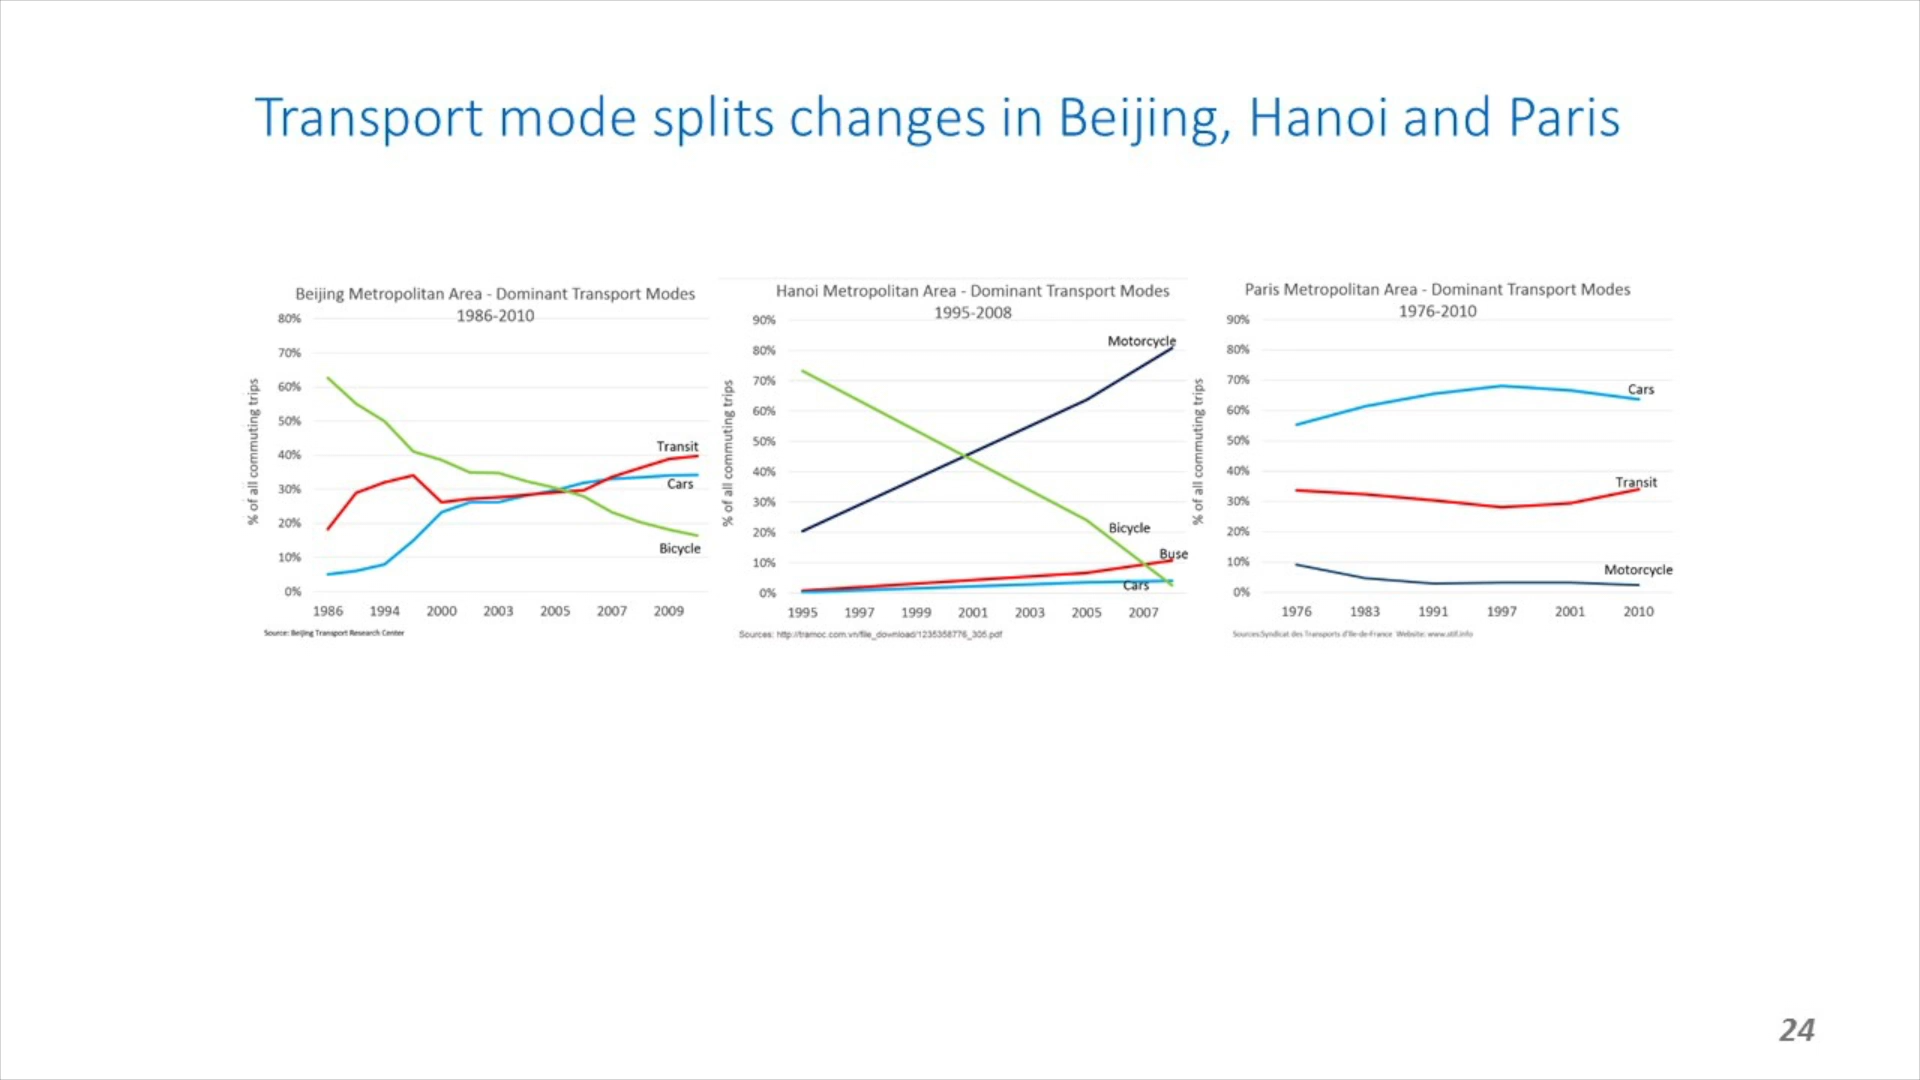 Transport mode splits changes in Beijing, Hanoi and Paris
Beijing Metropolitan Area - Dominant Transport Modes
1986-2010
80%
70%
60%
50%
40%
30%
20%
10%
0%
% of all commuting trips
Transit
Cars
Bicycle
1986 1994 2000 2003 2005 2007 2009
Source: Beijing Transport Research Center
Hanoi Metropolitan Area - Dominant Transport Modes
1995-2008
90%
80%
70%
60%
50%
40%
30%
20%
10%
0%
% of all commuting trips
Motorcycle
Bicycle
Buse
Cars
1995 1997 1999 2001 2003 2005 2007
Sources: http://tramoc.com.vn/file_download/1235358776_305.pdf
Paris Metropolitan Area - Dominant Transport Modes
1976-2010
90%
80%
70%
60%
50%
40%
30%
20%
10%
0%
% of all commuting trips
Cars
Transit
Motorcycle
1976 1983 1991 1997 2001 2010
Sources:Syndicat des Transports d'Ile-de-France Website:
24